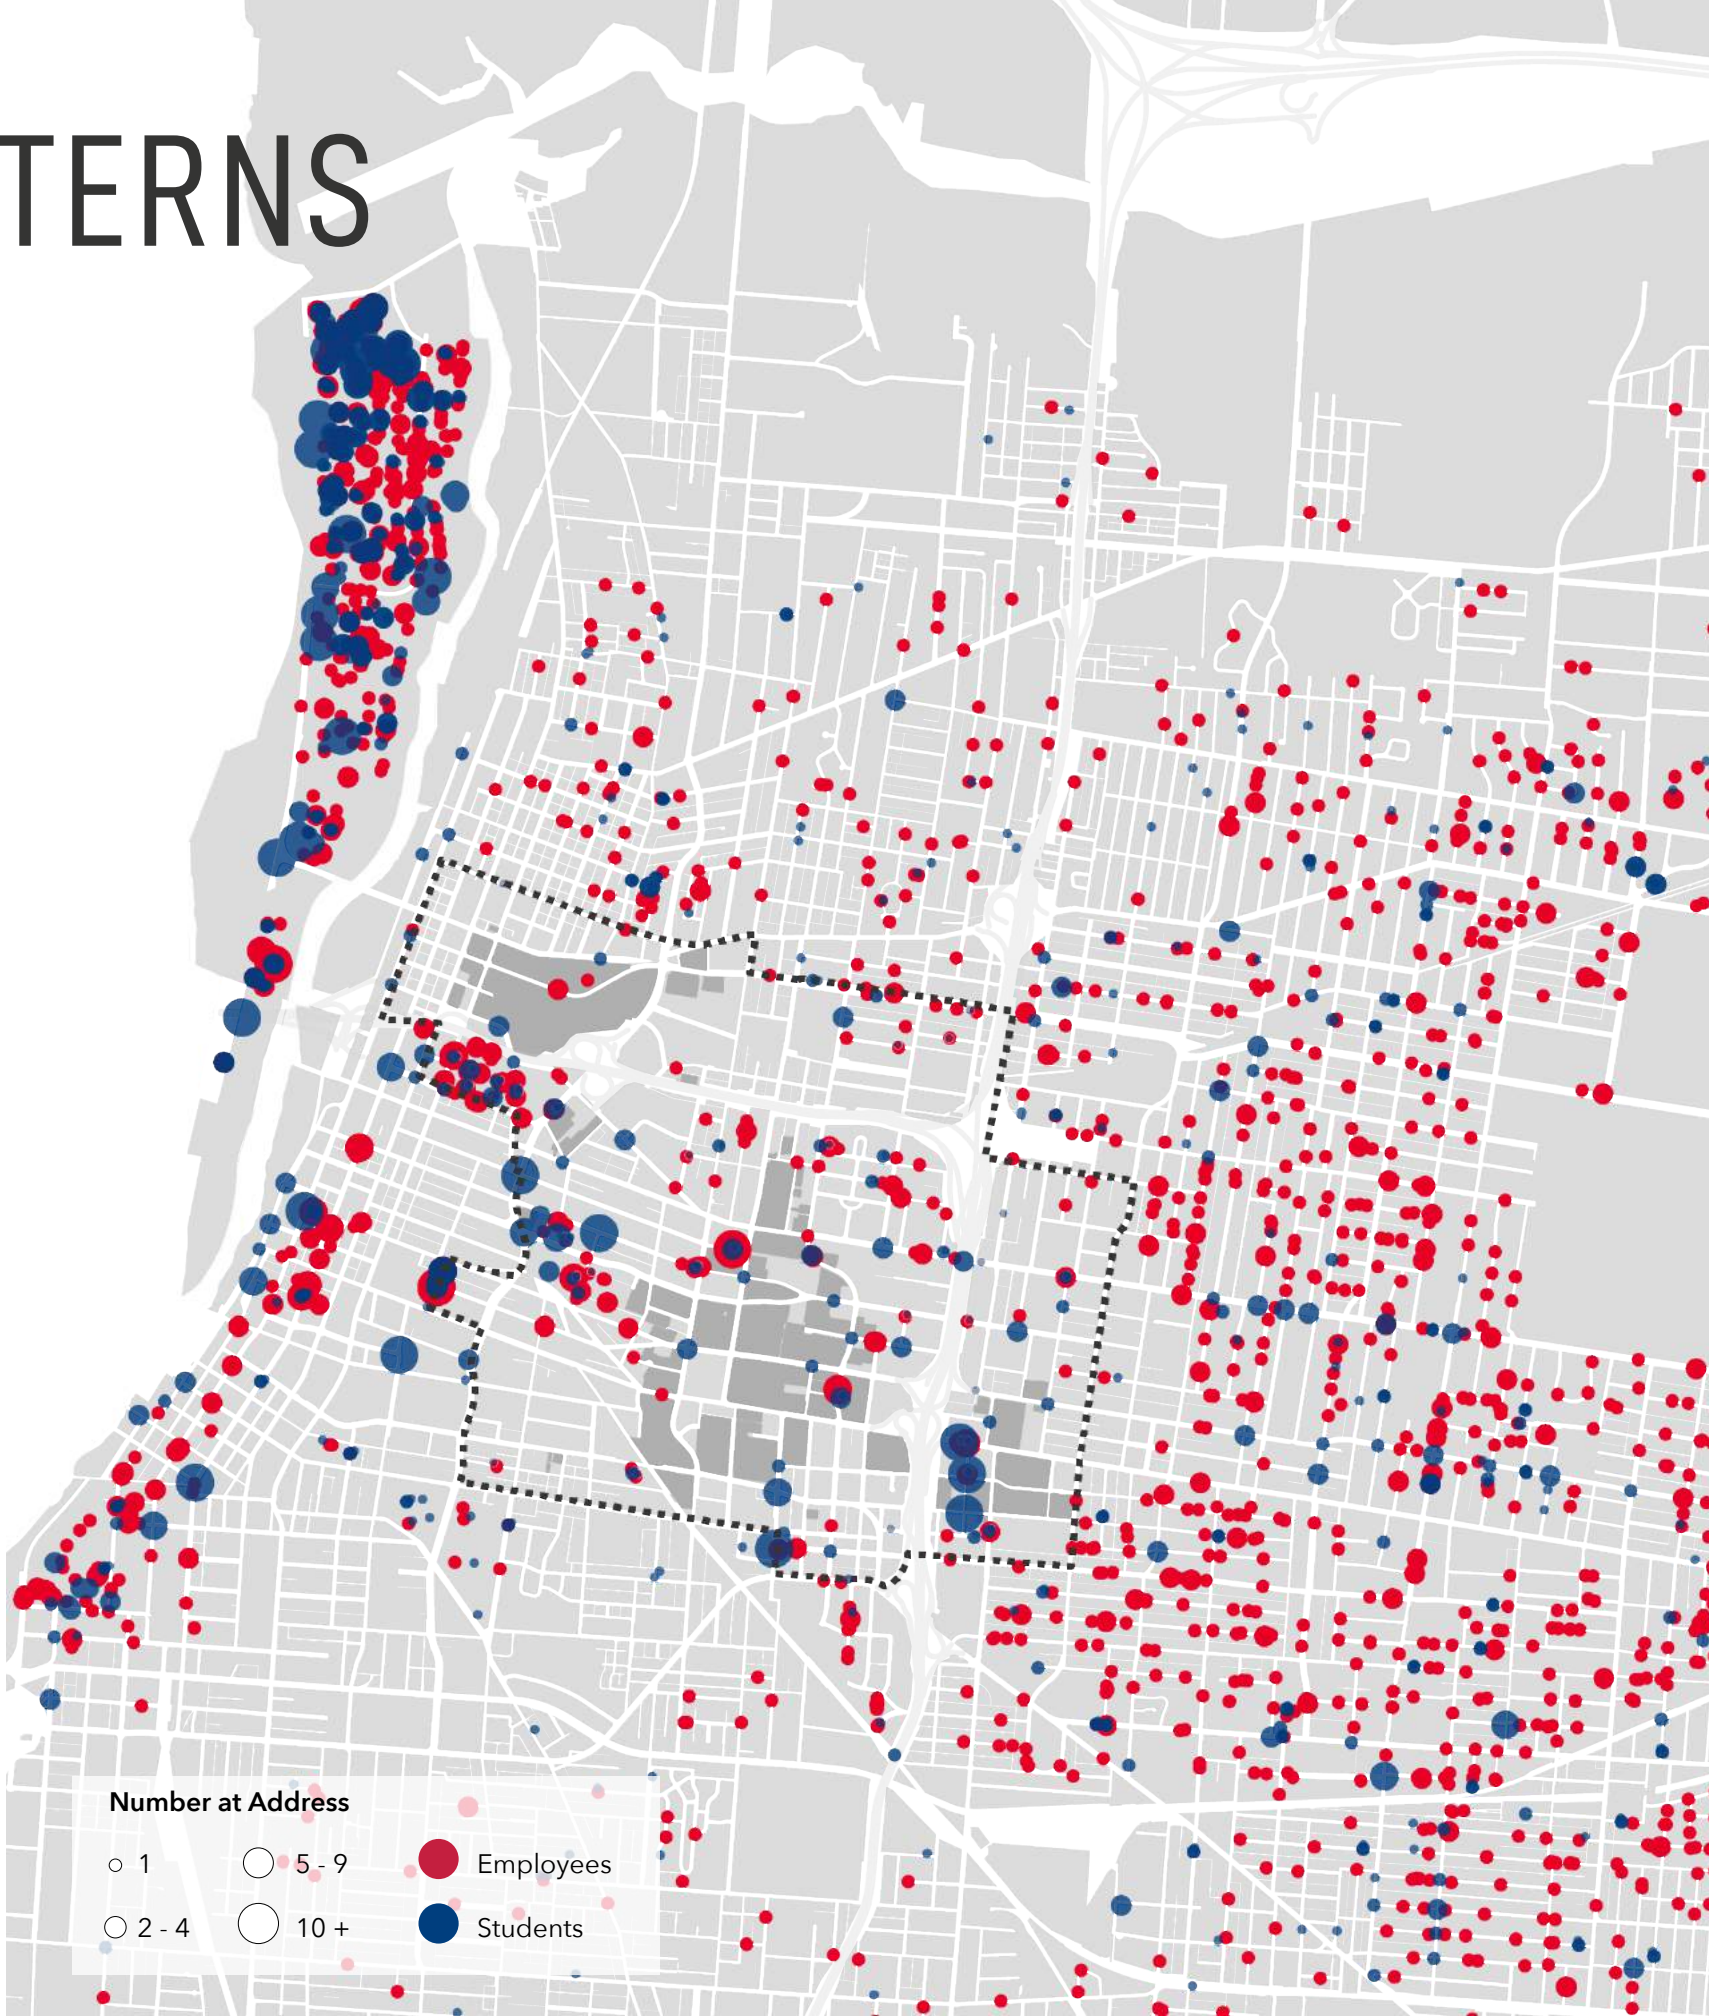 TERNS
Number at Address
1
5 - 9
Employees
2 - 4
10 +
Students